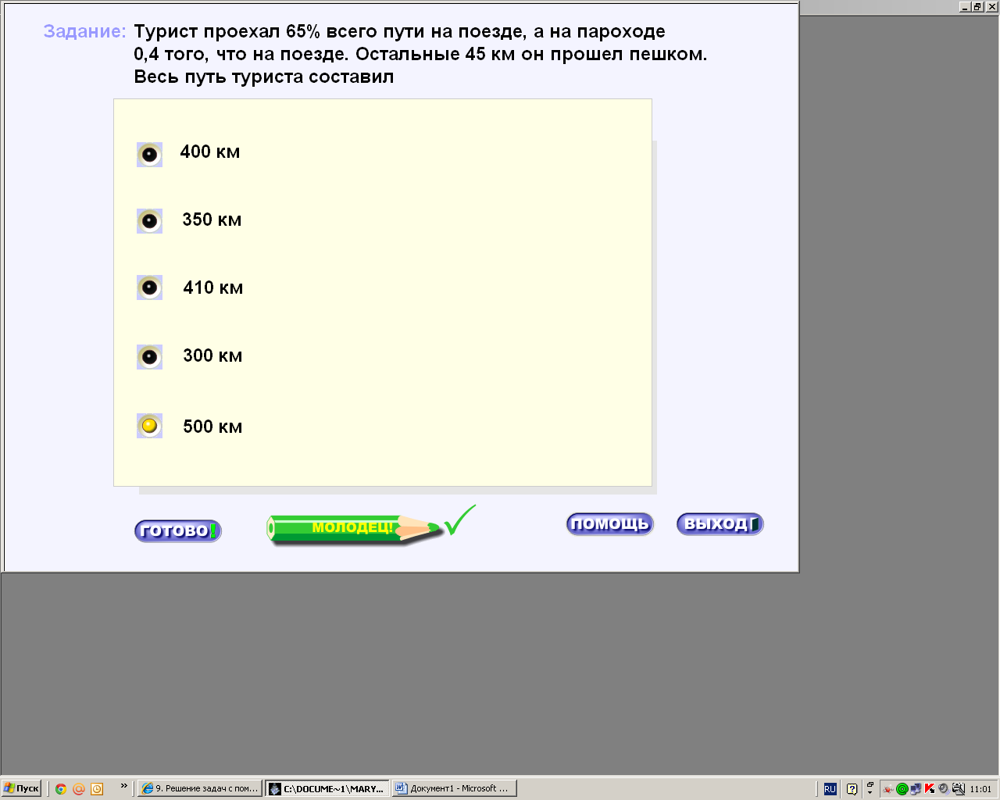 Задание: Турист проехал 65% всего пути на поезде, а на пароходе
0,4 того, что на поезде. Остальные 45 км он прошел пешком.
Весь путь туриста составил
400 км
350 км
410 км
300 км
500 км
ГОТОВО!
МОЛОДЕЦ!
ПОМОЩЬ
ВЫХОД
Пуск
»
9. Решение задач с пом...
C:\DOCUME~1\MARY...
Документ1 - Microsoft ...
RU
11:01